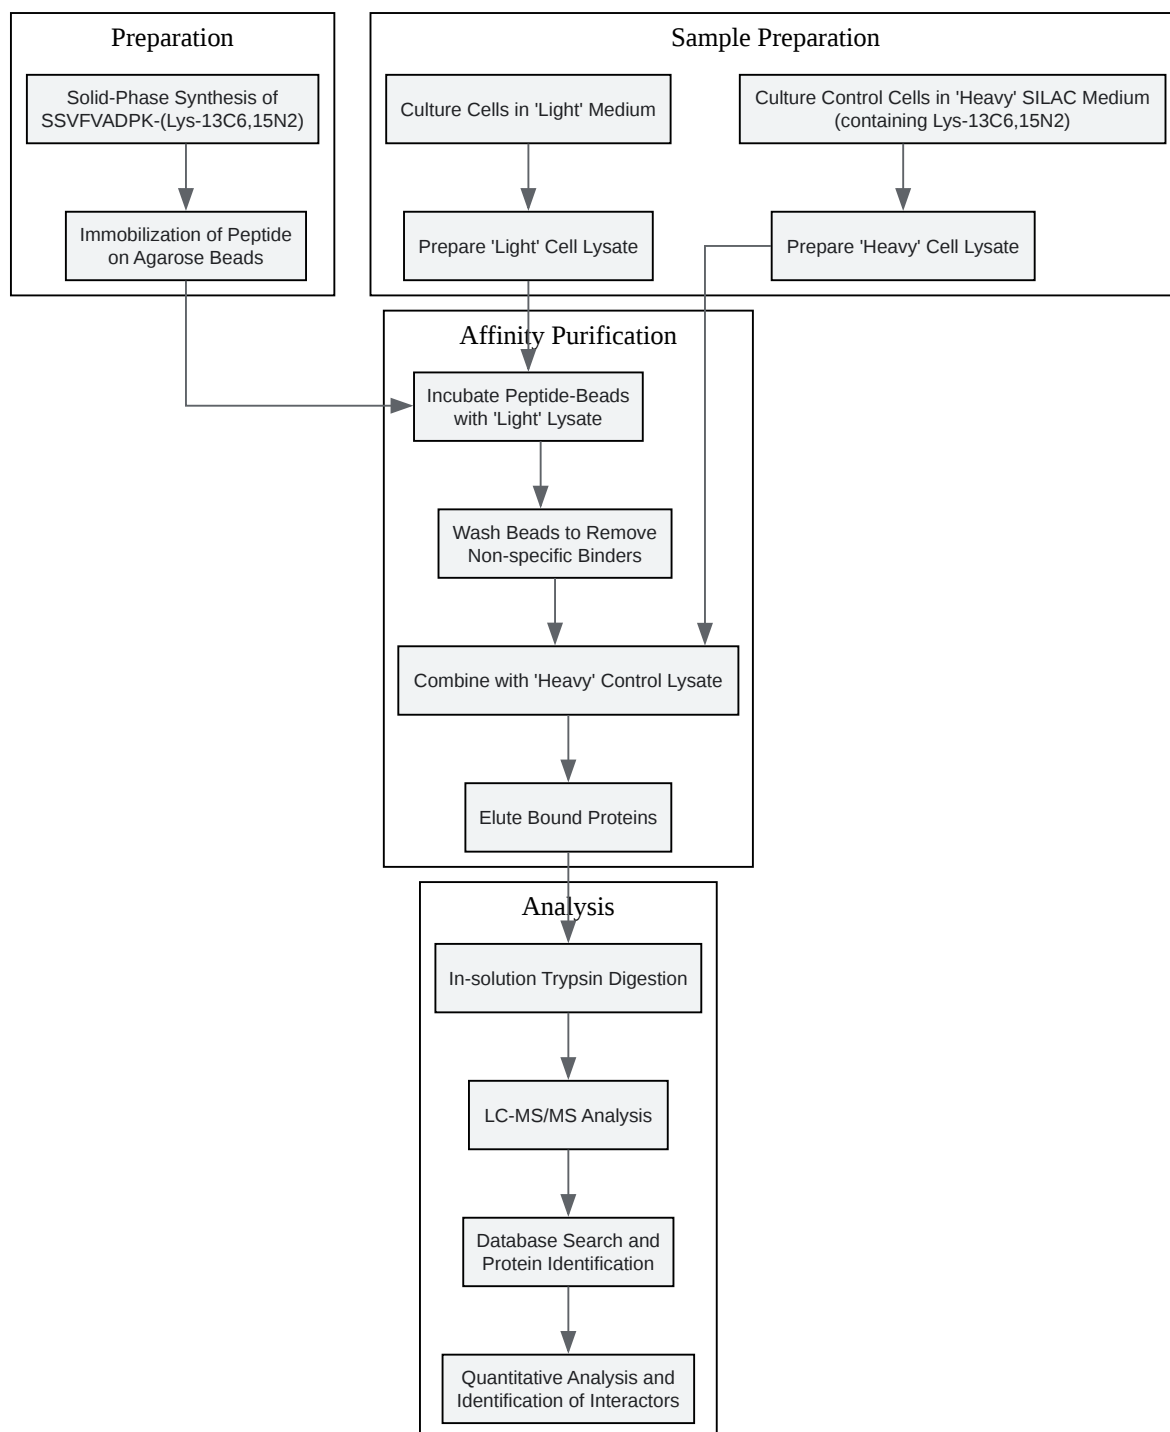 Preparation
Solid-Phase Synthesis of
SSVFVADPK-(Lys-13C6,15N2)
Immobilization of Peptide
on Agarose Beads
Sample Preparation
Culture Cells in 'Light' Medium
Culture Control Cells in 'Heavy' SILAC Medium
(containing Lys-13C6,15N2)
Prepare 'Light' Cell Lysate
Prepare 'Heavy' Cell Lysate
Affinity Purification
Incubate Peptide-Beads
with 'Light' Lysate
Wash Beads to Remove
Non-specific Binders
Combine with 'Heavy' Control Lysate
Elute Bound Proteins
Analysis
In-solution Trypsin Digestion
LC-MS/MS Analysis
Database Search and
Protein Identification
Quantitative Analysis and
Identification of Interactors